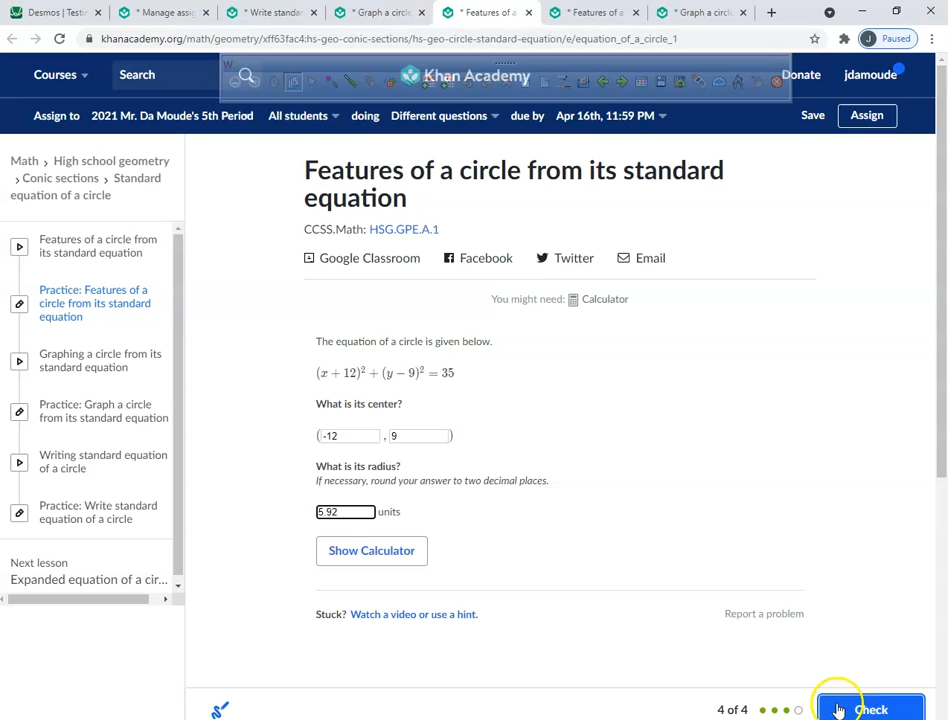 Desmos | Testin
* Manage assig
* Write standar
* Graph a circle
* Features of a
* Features of a
* Graph a circle
khanacademy.org/math/geometry/xff63fac4:hs-geo-conic-sections/hs-geo-circle-standard-equation/e/equation_of_a_circle_1
J Paused
Courses
Search
Khan Academy
Donate
jdamoude
Assign to 2021 Mr. Da Moude's 5th Period All students doing Different questions due by Apr 16th, 11:59 PM Save Assign
Math > High school geometry
> Conic sections > Standard
equation of a circle
Features of a circle from
its standard equation
Practice: Features of a
circle from its standard
equation
Graphing a circle from its
standard equation
Practice: Graph a circle
from its standard equation
Writing standard equation
of a circle
Practice: Write standard
equation of a circle
Next lesson
Expanded equation of a cir...
Features of a circle from its standard
equation
CCSS.Math: HSG.GPE.A.1
Google Classroom Facebook Twitter Email
You might need: Calculator
The equation of a circle is given below.
(x + 12)² + (y − 9)² = 35
What is its center?
(-12 , 9 )
What is its radius?
If necessary, round your answer to two decimal places.
5.92 units
Show Calculator
Stuck? Watch a video or use a hint.
Report a problem
4 of 4
Check